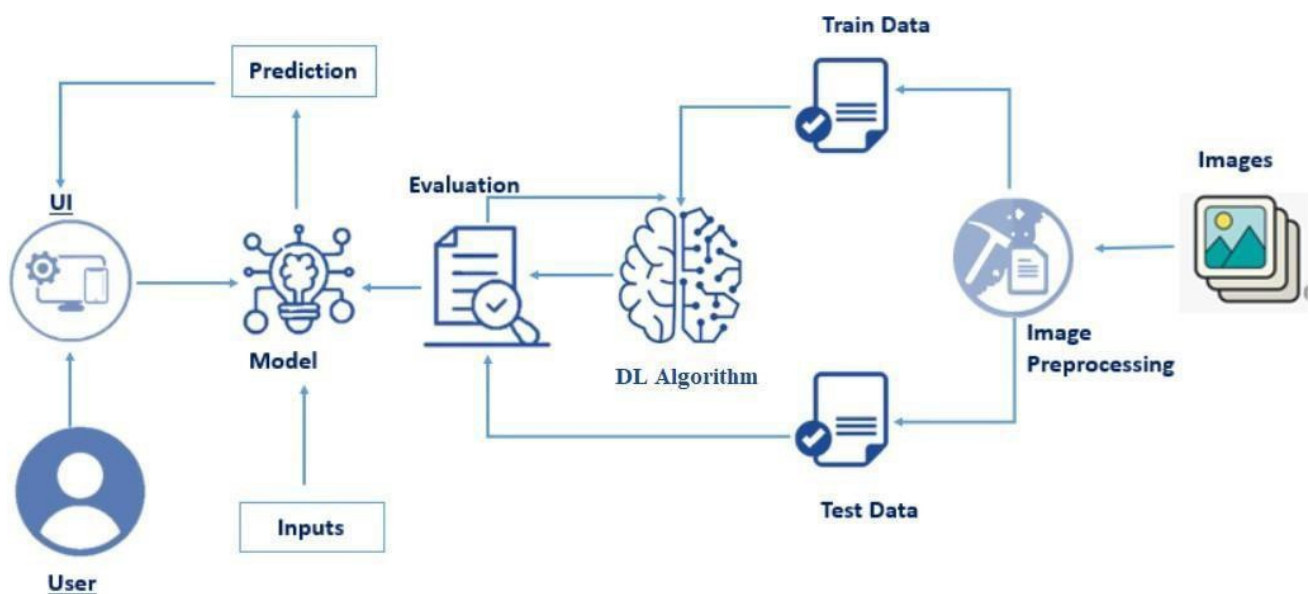 Train Data
Prediction
Images
Evaluation
UI
Image
Preprocessing
Model
DL Algorithm
Test Data
Inputs
User